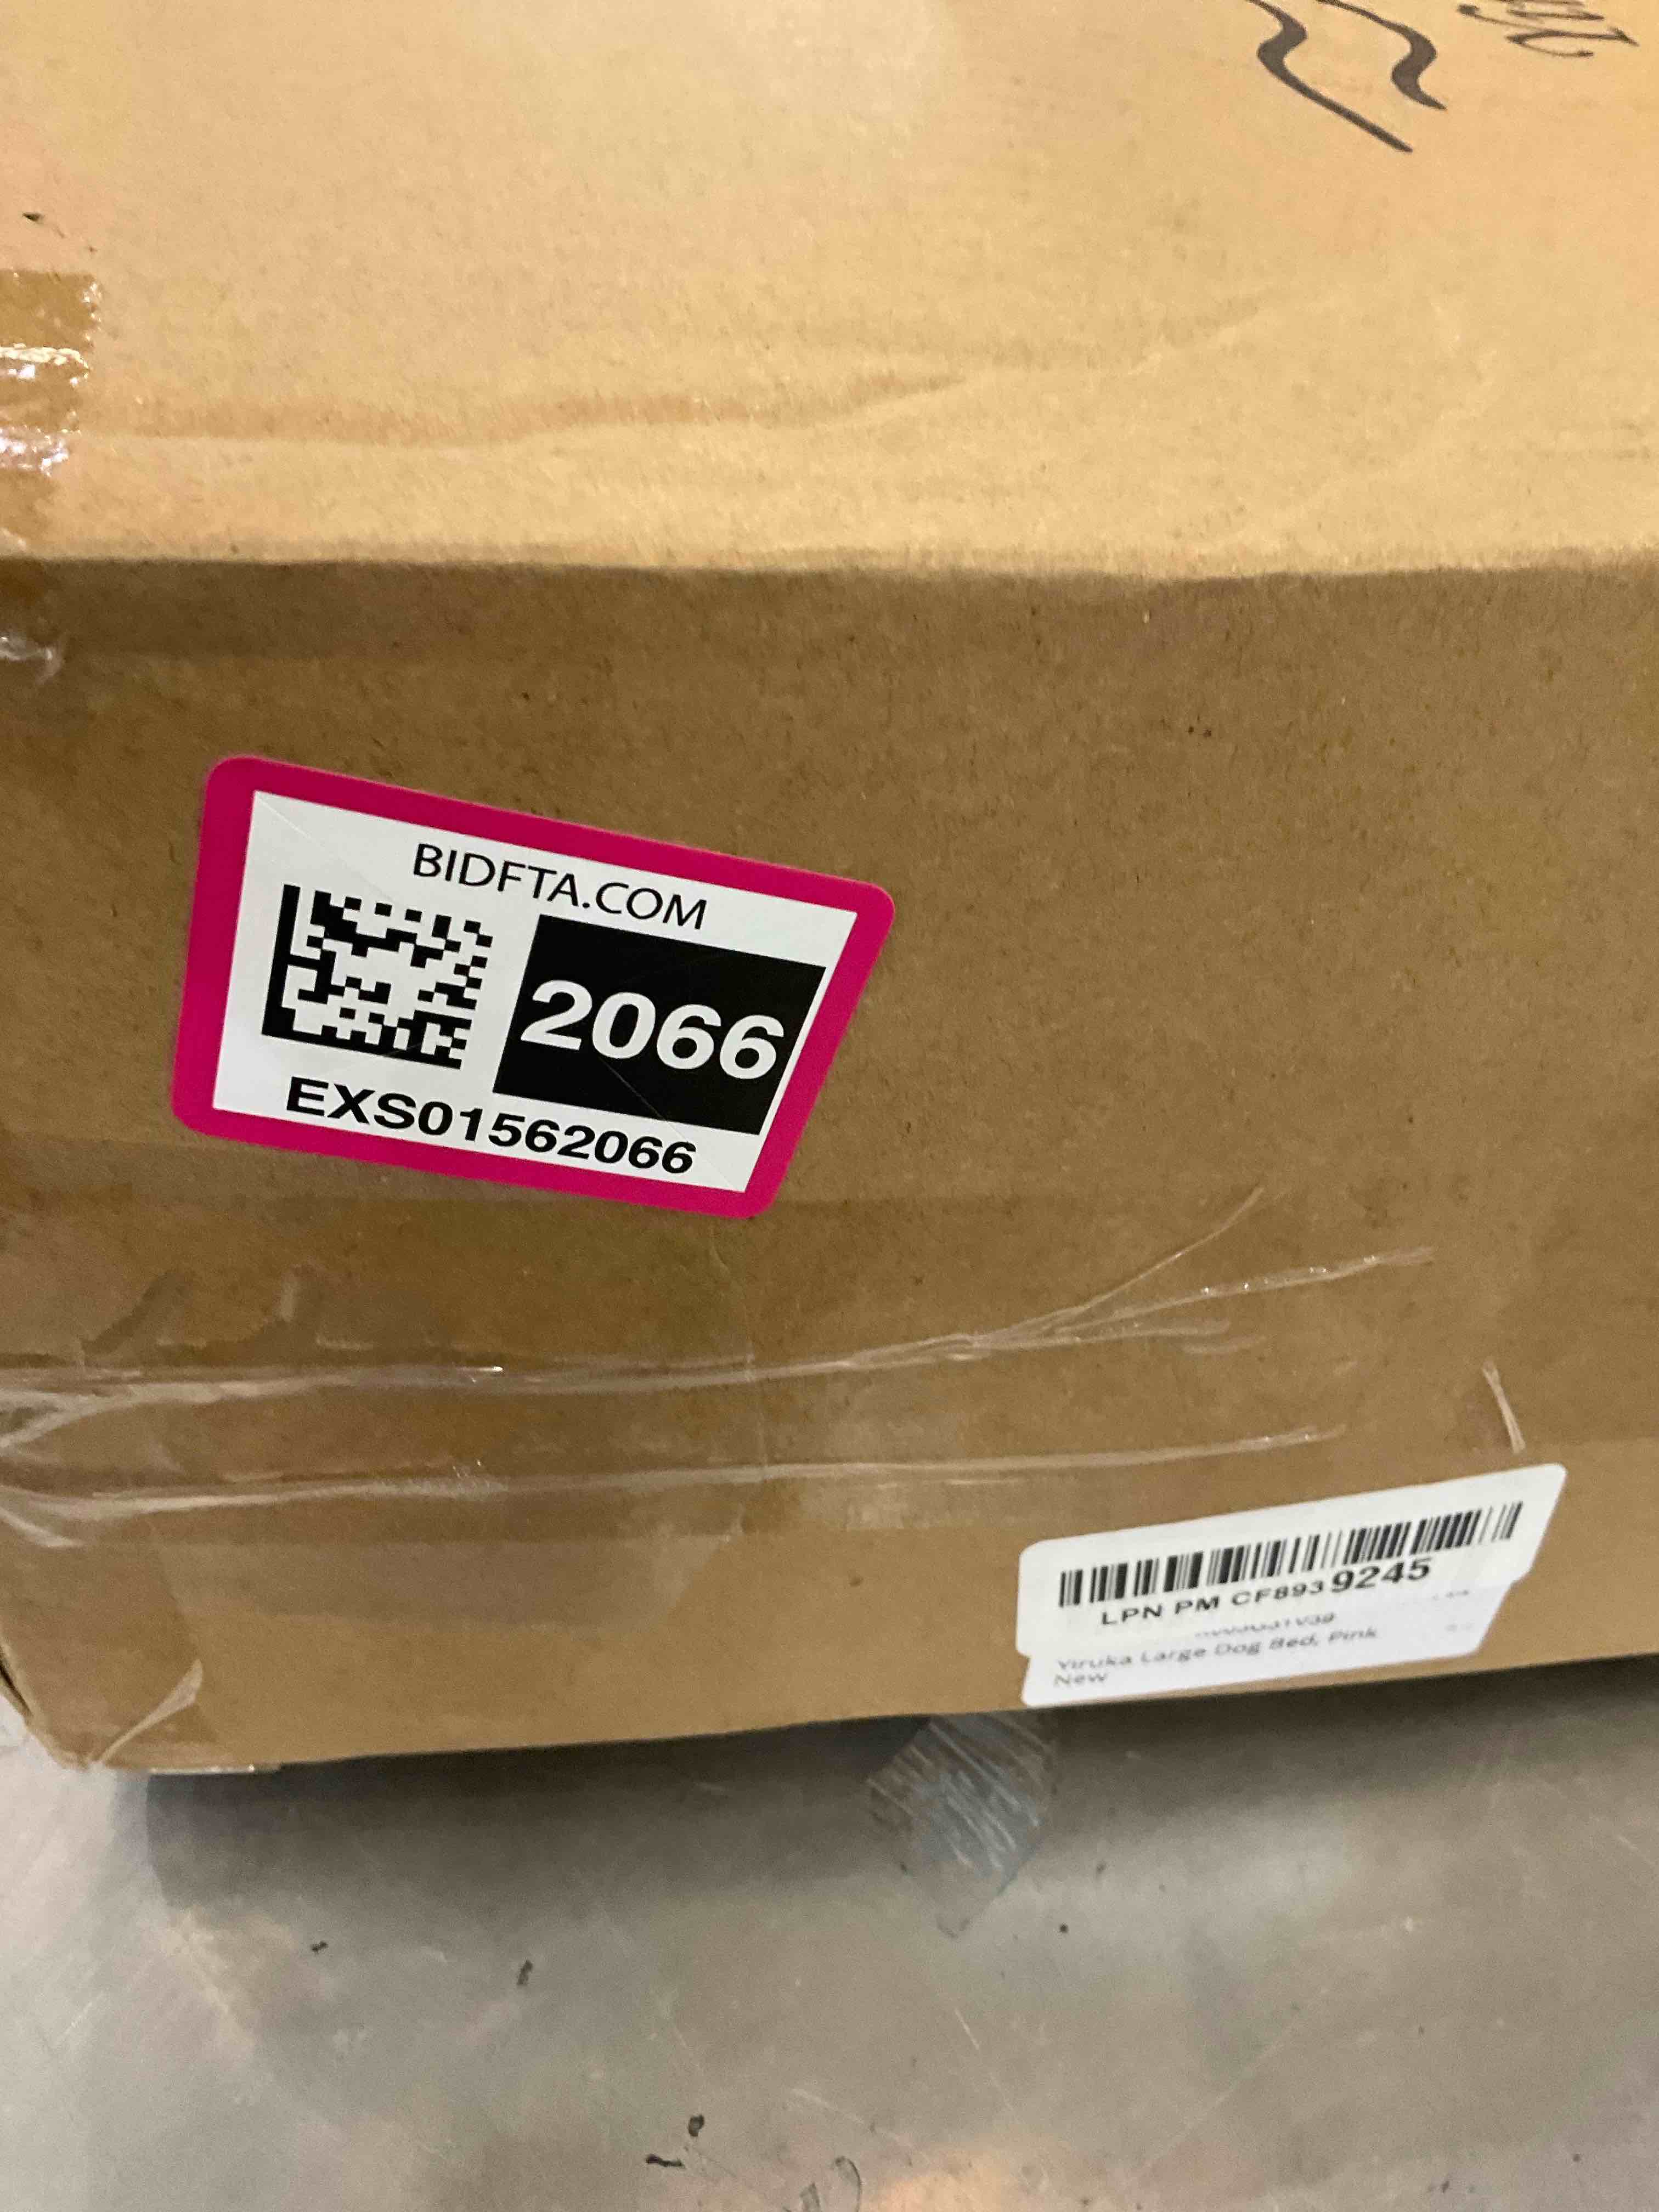 BIDFTA.COM
2066
EXS01562066
LPN PM CF8939245
Yiruka Large Dog Bed, Pink
New